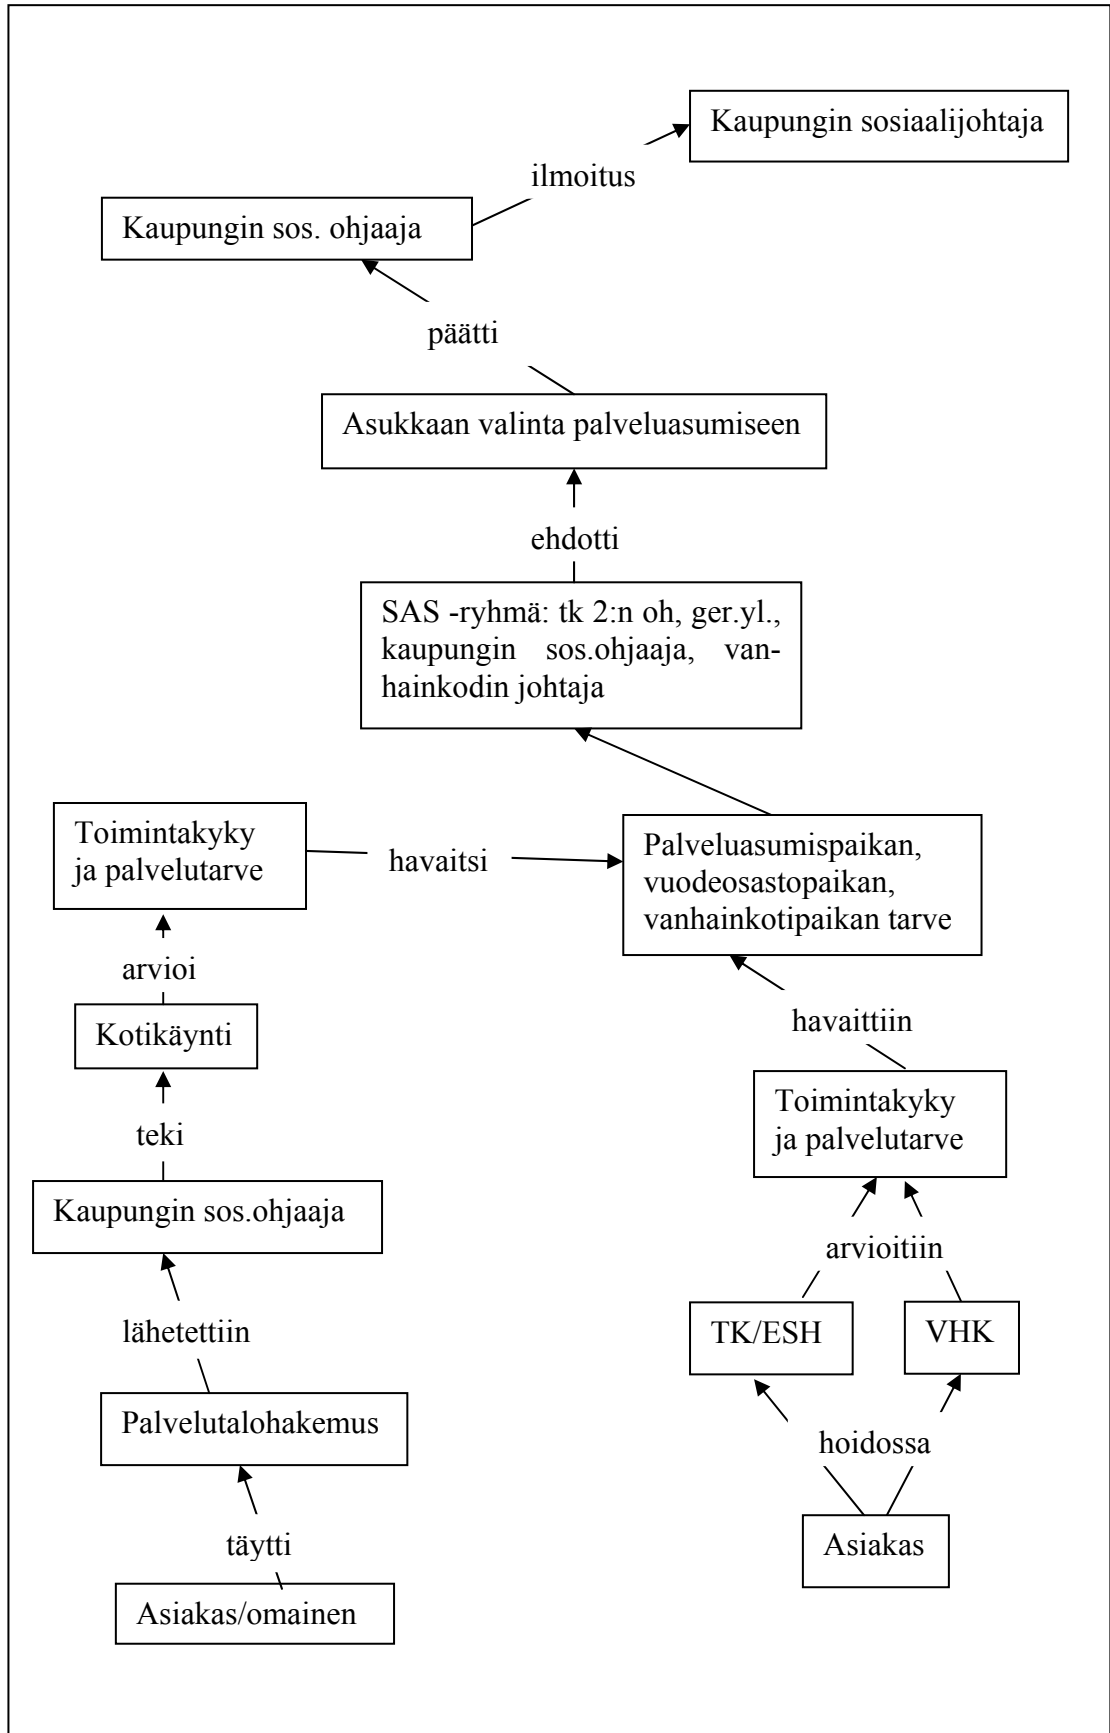 Kaupungin sosiaalijohtaja
ilmoitus
Kaupungin sos. ohjaaja
päätti
Asukkaan valinta palveluasumiseen
ehdotti
SAS -ryhmä: tk 2:n oh, ger.yl.,
kaupungin sos.ohjaaja, van-
hainkodin johtaja
Toimintakyky
ja palvelutarve
havaitsi
Palveluasumispaikan,
vuodeosastopaikan,
vanhainkotipaikan tarve
arvioi
Kotikäynti
havaittiin
Toimintakyky
ja palvelutarve
teki
Kaupungin sos.ohjaaja
arvioitiin
lähetettiin
TK/ESH
VHK
Palvelutalohakemus
hoidossa
täytti
Asiakas
Asiakas/omainen